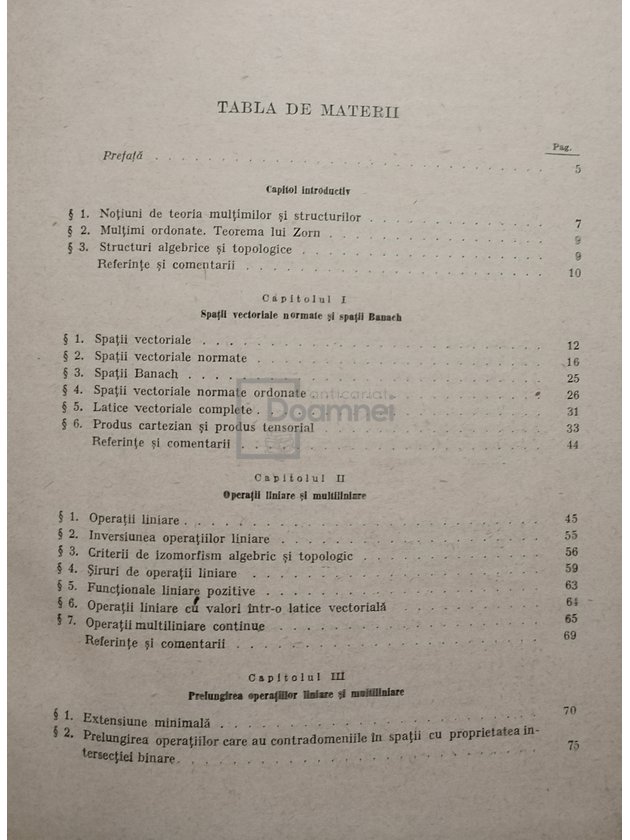 TABLA DE MATERII
Pag.
Prefață . . . . . . . . . . 5
Capitol introductiv
§ 1. Noțiuni de teoria mulțimilor și structurilor . . . . . . . . . . 7
§ 2. Mulțimi ordonate. Teorema lui Zorn . . . . . . . . . . 9
§ 3. Structuri algebrice și topologice . . . . . . . . . . 9
Referințe și comentarii . . . . . . . . . . 10
Capitolul I
Spații vectoriale normate și spații Banach
§ 1. Spații vectoriale . . . . . . . . . . 12
§ 2. Spații vectoriale normate . . . . . . . . . . 16
§ 3. Spații Banach . . . . . . . . . . 25
§ 4. Spații vectoriale normate ordonate . . . . . . . . . . 26
§ 5. Latice vectoriale complete . . . . . . . . . . 31
§ 6. Produs cartezian și produs tensorial . . . . . . . . . . 33
Referințe și comentarii . . . . . . . . . . 44
anticariat
Doamnei
Capitolul II
Operații liniare și multiliniare
§ 1. Operații liniare . . . . . . . . . . 45
§ 2. Inversiunea operațiilor liniare . . . . . . . . . . 55
§ 3. Criterii de izomorfism algebric și topologic . . . . . . . . . . 56
§ 4. Șiruri de operații liniare . . . . . . . . . . 59
§ 5. Funcționale liniare pozitive . . . . . . . . . . 63
§ 6. Operații liniare cu valori într-o latice vectorială . . . . . . . . . . 64
§ 7. Operații multiliniare continue . . . . . . . . . . 65
Referințe și comentarii . . . . . . . . . . 69
Capitolul III
Prelungirea operațiilor liniare și multiliniare
§ 1. Extensiune minimală . . . . . . . . . . 70
§ 2. Prelungirea operațiilor care au contradomeniile în spații cu proprietatea in-
tersecției binare . . . . . . . . . . 75